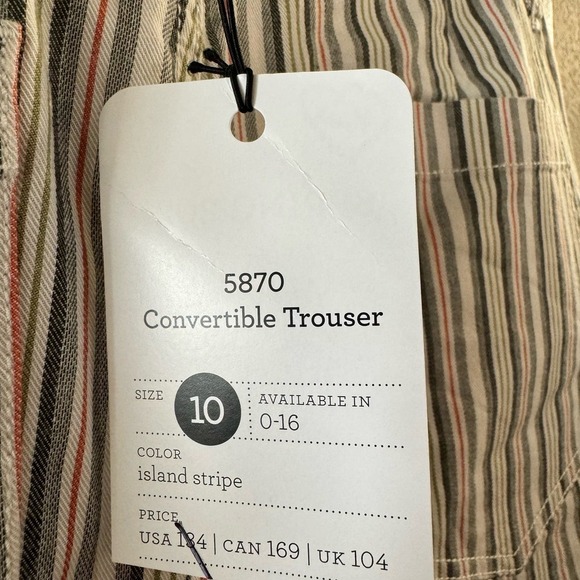 5870
Convertible Trouser
SIZE
10
AVAILABLE IN
0-16
COLOR
island stripe
PRICE
USA 134 | CAN 169 | UK 104